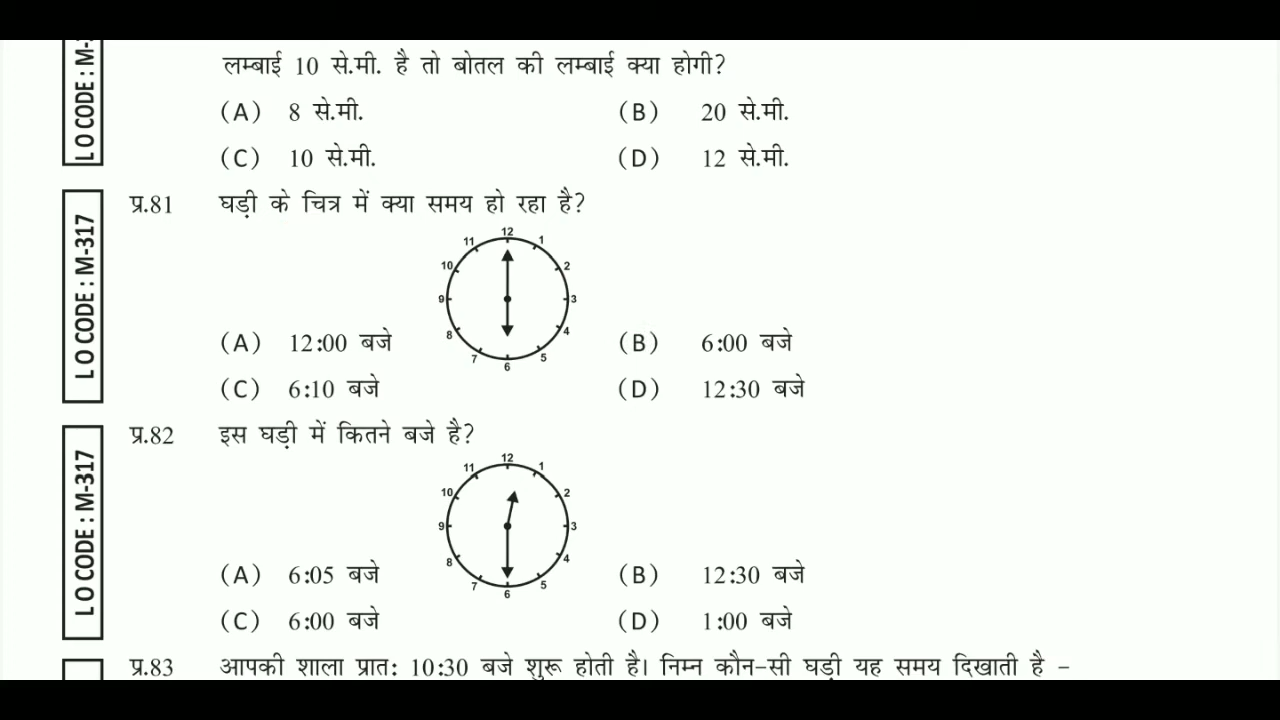 L O CODE : M-
लम्बाई 10 से.मी. है तो बोतल की लम्बाई क्या होगी?
(A) 8 से.मी. (B) 20 से.मी.
(C) 10 से.मी. (D) 12 से.मी.
L O CODE : M-317
प्र.81 घड़ी के चित्र में क्या समय हो रहा है?
12
11 1
10 2
9 3
8 4
7 5
6
(A) 12:00 बजे (B) 6:00 बजे
(C) 6:10 बजे (D) 12:30 बजे
L O CODE : M-317
प्र.82 इस घड़ी में कितने बजे है?
12
11 1
10 2
9 3
8 4
7 5
6
(A) 6:05 बजे (B) 12:30 बजे
(C) 6:00 बजे (D) 1:00 बजे
प्र.83 आपकी शाला प्रात: 10:30 बजे शुरू होती है। निम्न कौन-सी घड़ी यह समय दिखाती है -